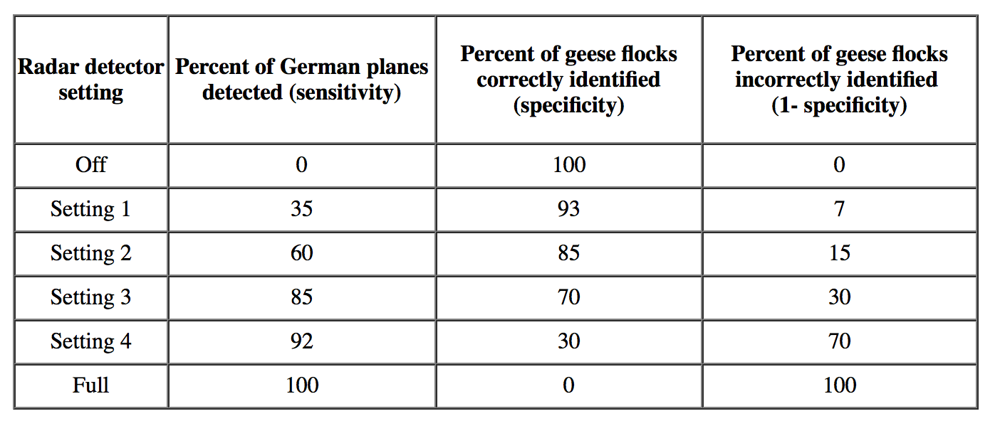 Radar detector setting | Percent of German planes detected (sensitivity) | Percent of geese flocks correctly identified (specificity) | Percent of geese flocks incorrectly identified (1- specificity)
Off | 0 | 100 | 0
Setting 1 | 35 | 93 | 7
Setting 2 | 60 | 85 | 15
Setting 3 | 85 | 70 | 30
Setting 4 | 92 | 30 | 70
Full | 100 | 0 | 100